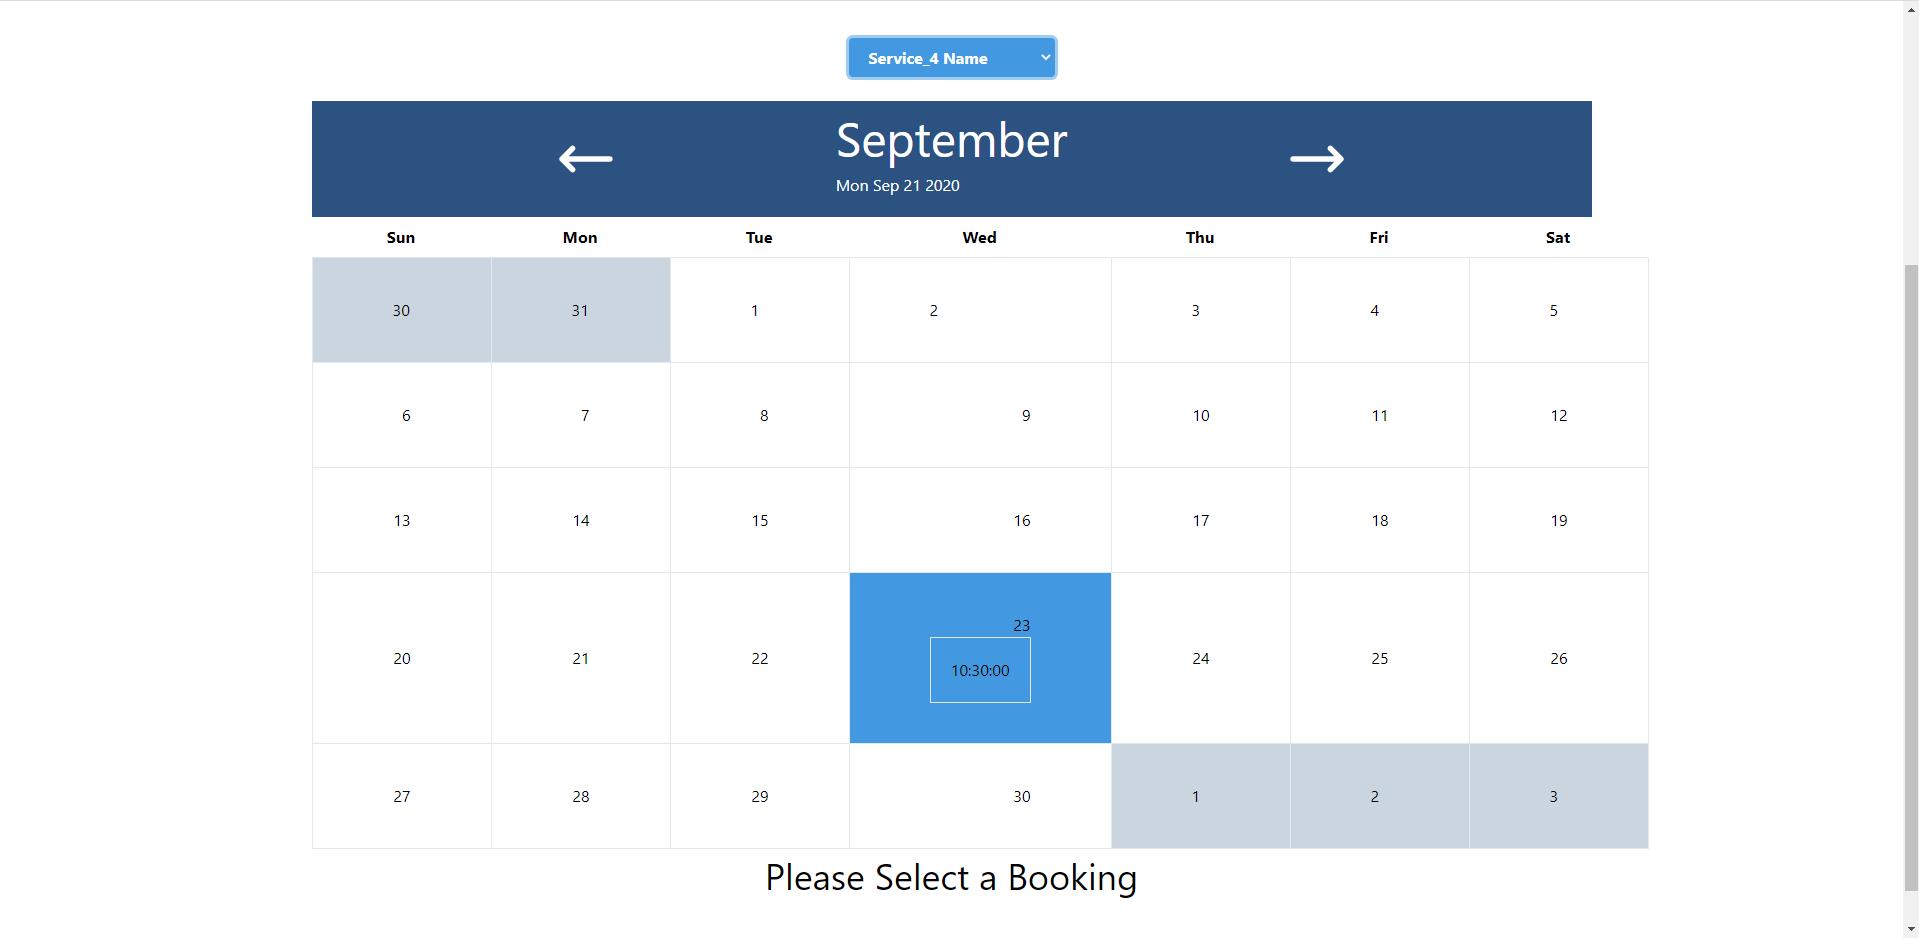 Service_4 Name
September
Mon Sep 21 2020
Sun Mon Tue Wed Thu Fri Sat
30 31 1 2 3 4 5
6 7 8 9 10 11 12
13 14 15 16 17 18 19
20 21 22 23 24 25 26
10:30:00
27 28 29 30 1 2 3
Please Select a Booking